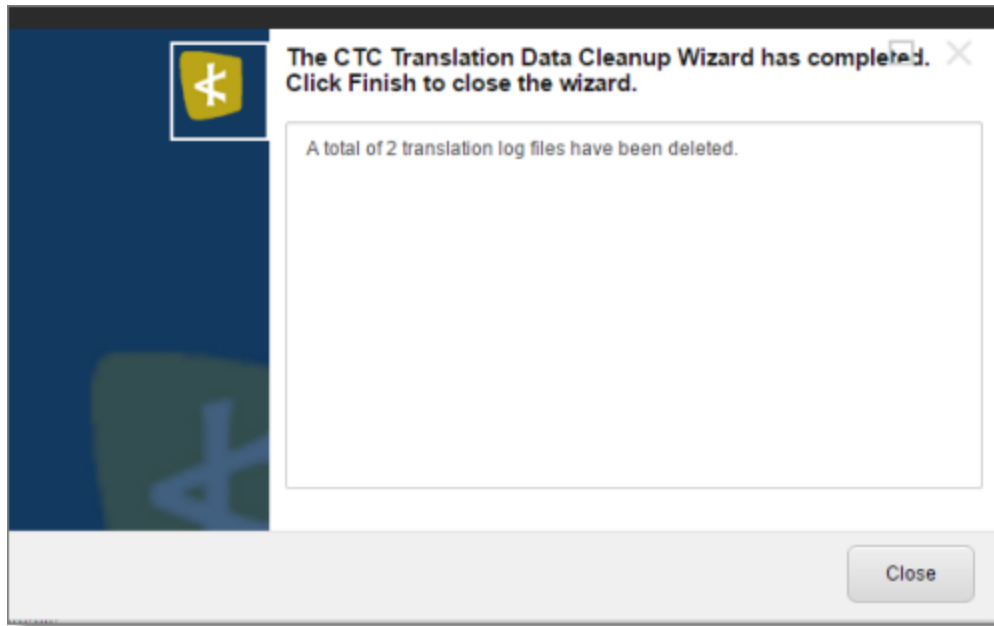 The CTC Translation Data Cleanup Wizard has completed.
Click Finish to close the wizard.
A total of 2 translation log files have been deleted.
Close